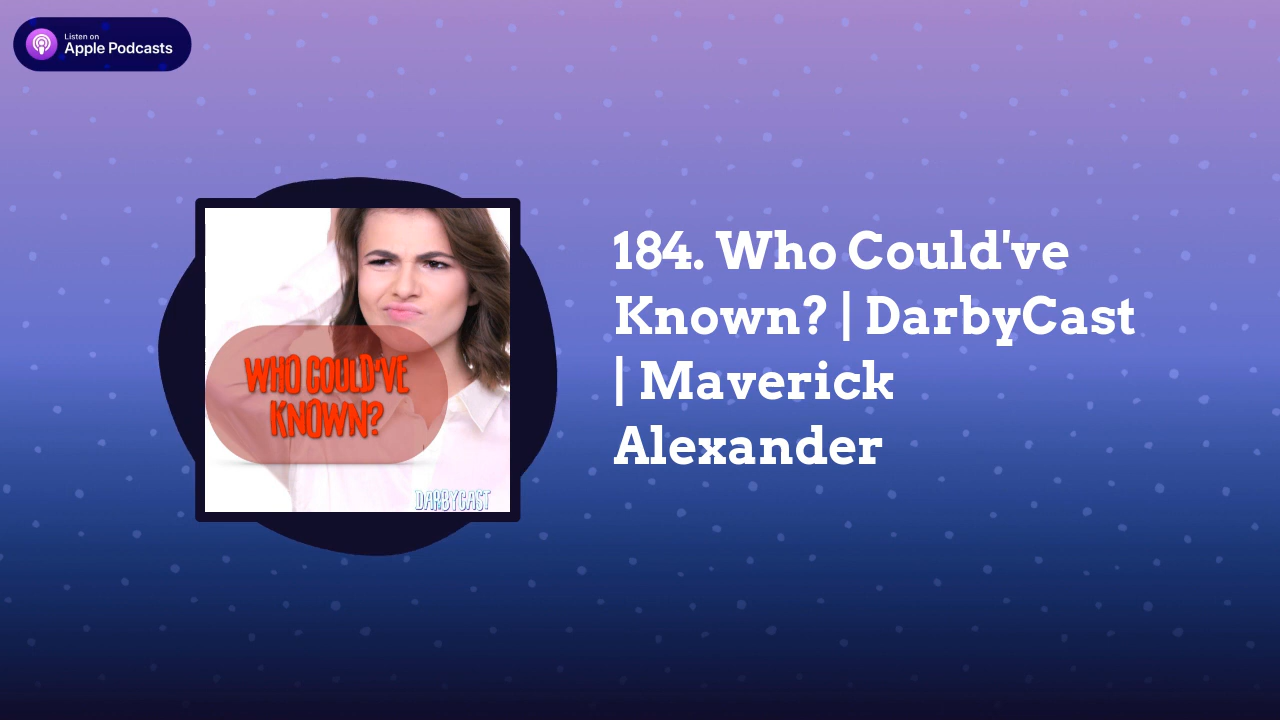 Listen on
Apple Podcasts
WHO COULD'VE
KNOWN?
DARBYCAST
184. Who Could've
Known? | DarbyCast
| Maverick
Alexander